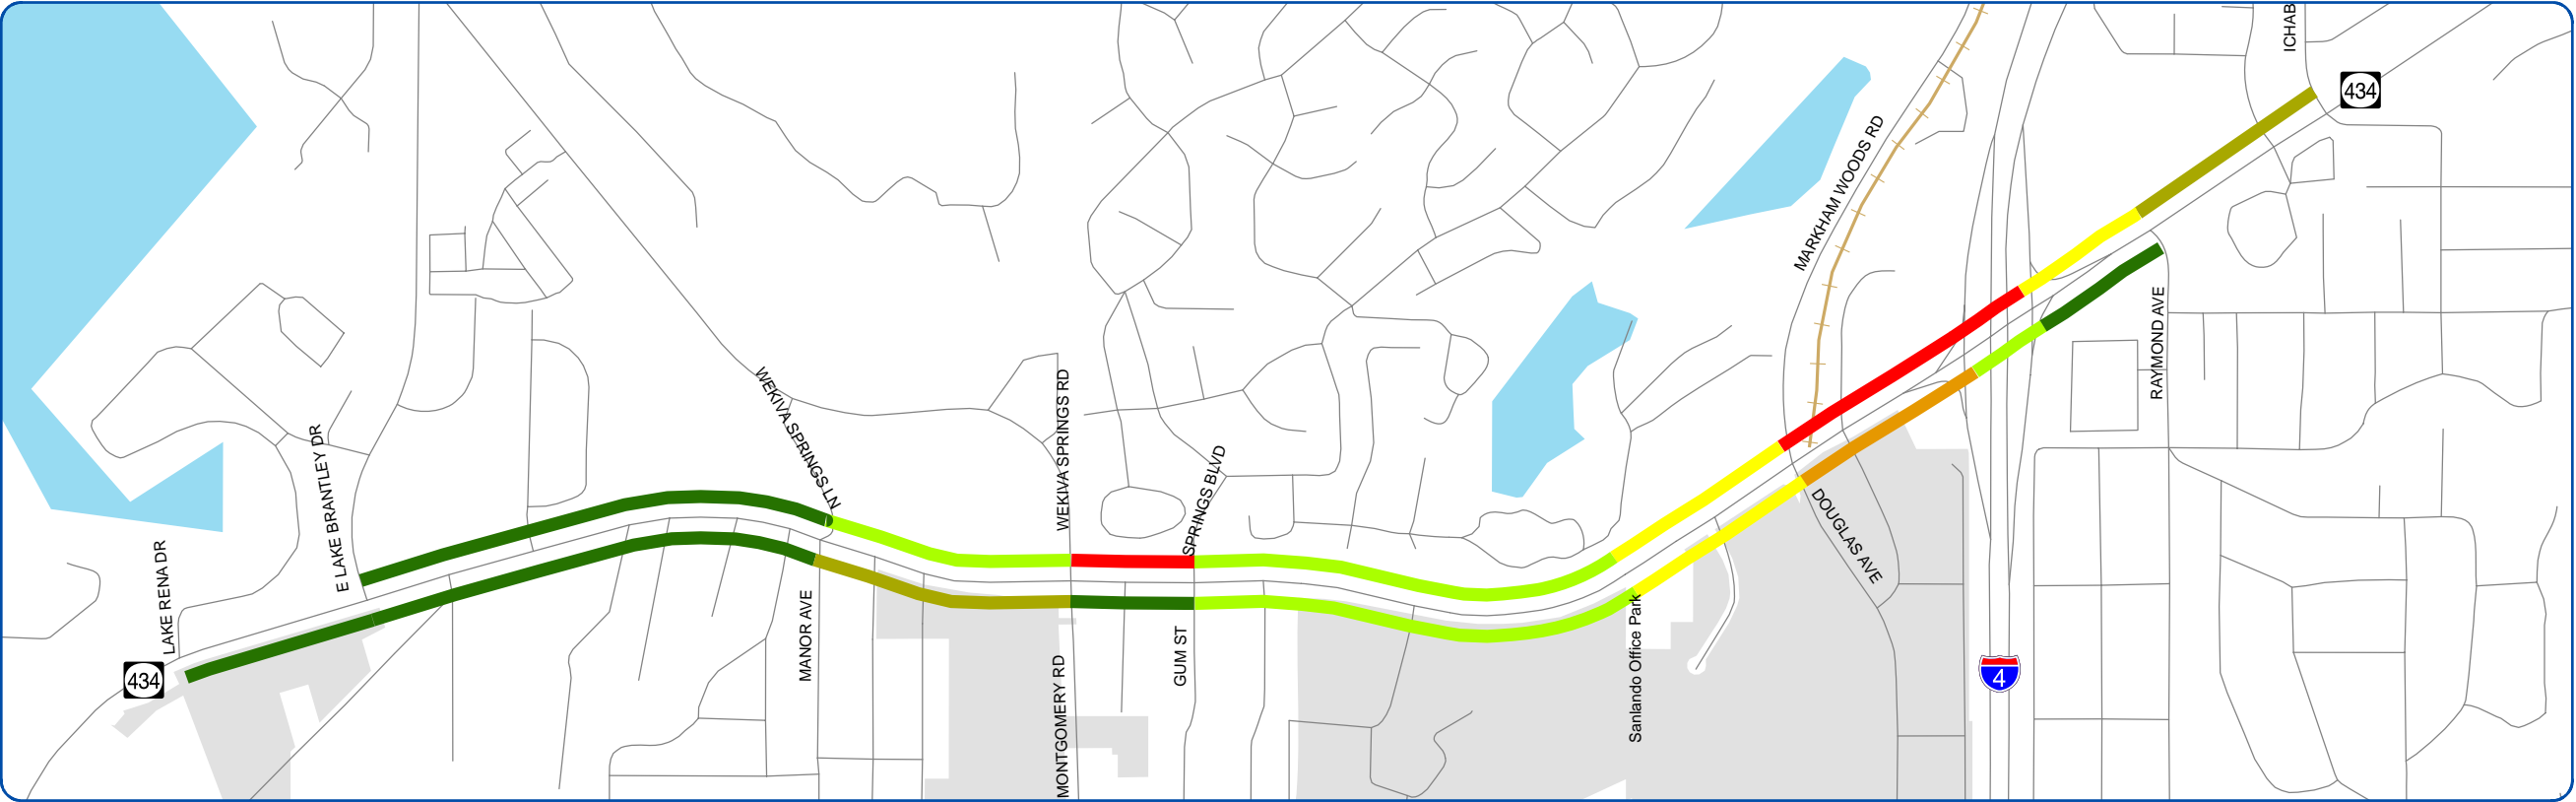 ICHAB
434
MARKHAM WOODS RD
RAYMOND AVE
WEKIVA SPRINGS LN
WEKIVA SPRINGS RD
SPRINGS BLVD
E LAKE BRANTLEY DR
LAKE RENA DR
DOUGLAS AVE
MANOR AVE
GUM ST
Sanlando Office Park
MONTGOMERY RD
434
4